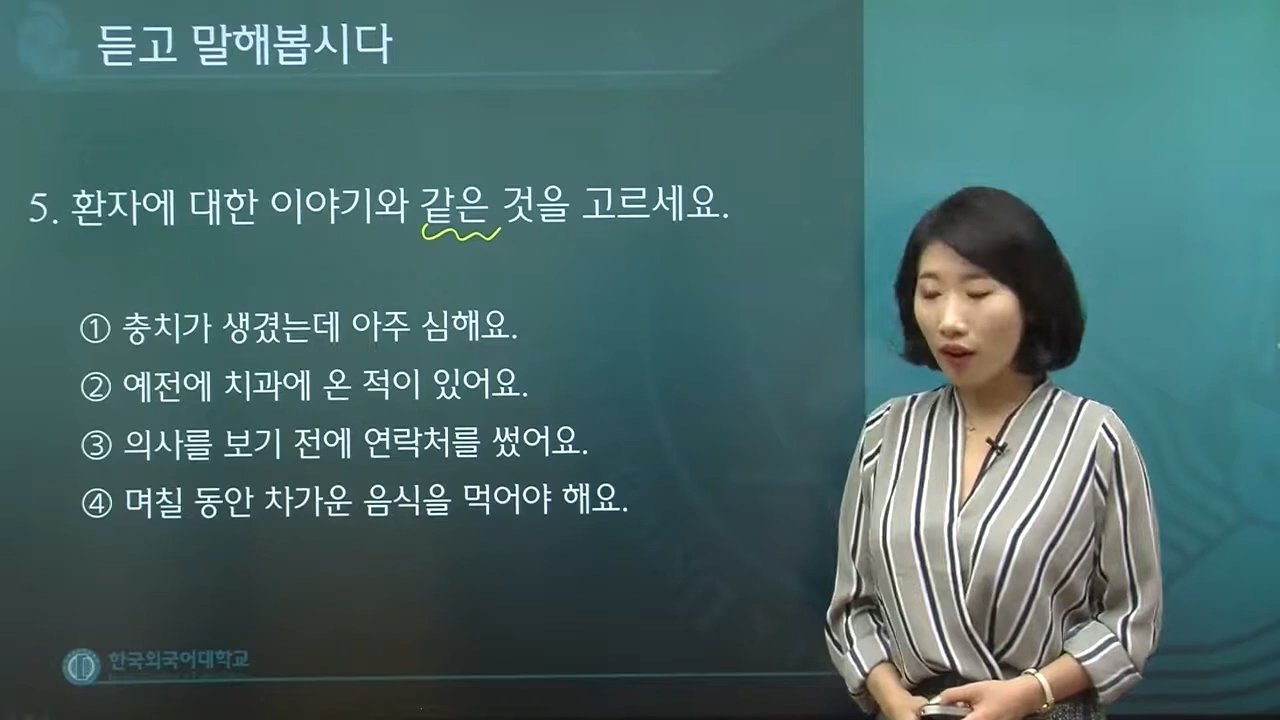 듣고 말해봅시다
5. 환자에 대한 이야기와 같은 것을 고르세요.
① 충치가 생겼는데 아주 심해요.
② 예전에 치과에 온 적이 있어요.
③ 의사를 보기 전에 연락처를 썼어요.
④ 며칠 동안 차가운 음식을 먹어야 해요.
한국외국어대학교